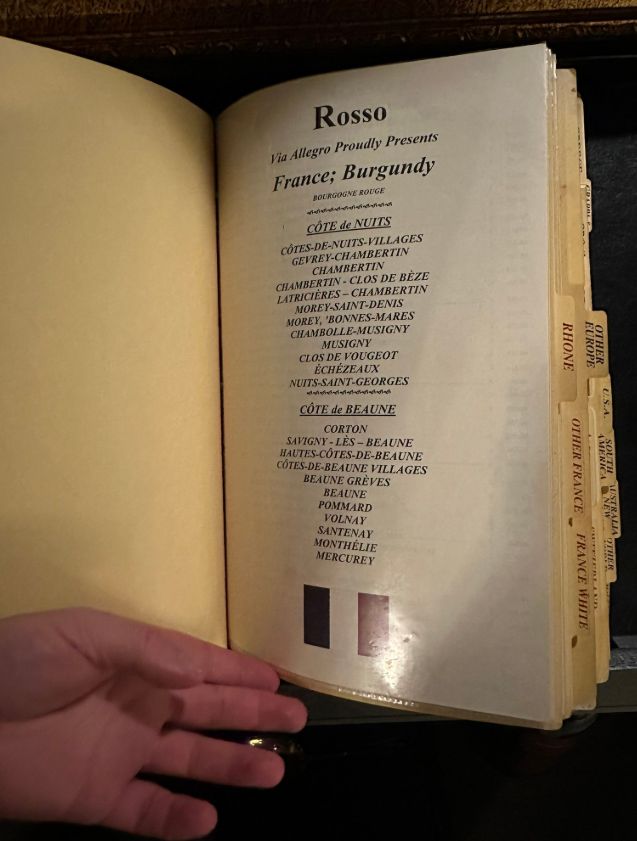 Rosso
Via Allegro Proudly Presents
France; Burgundy
BOURGOGNE ROUGE
CÔTE de NUITS
CÔTES-DE-NUITS-VILLAGES
GEVREY-CHAMBERTIN
CHAMBERTIN
CHAMBERTIN - CLOS DE BÈZE
LATRICIÈRES – CHAMBERTIN
MOREY-SAINT-DENIS
MOREY, 'BONNES-MARES
CHAMBOLLE-MUSIGNY
MUSIGNY
CLOS DE VOUGEOT
ÉCHÉZEAUX
NUITS-SAINT-GEORGES
CÔTE de BEAUNE
CORTON
SAVIGNY - LÈS – BEAUNE
HAUTES-CÔTES-DE-BEAUNE
CÔTES-DE-BEAUNE VILLAGES
BEAUNE GRÈVES
BEAUNE
POMMARD
VOLNAY
SANTENAY
MONTHÉLIE
MERCUREY
RHONE
OTHER FRANCE
FRANCE WHITE
OTHER
EUROPE
U.S.A.
SOUTH
AMERICA
AUSTRALIA
NEW